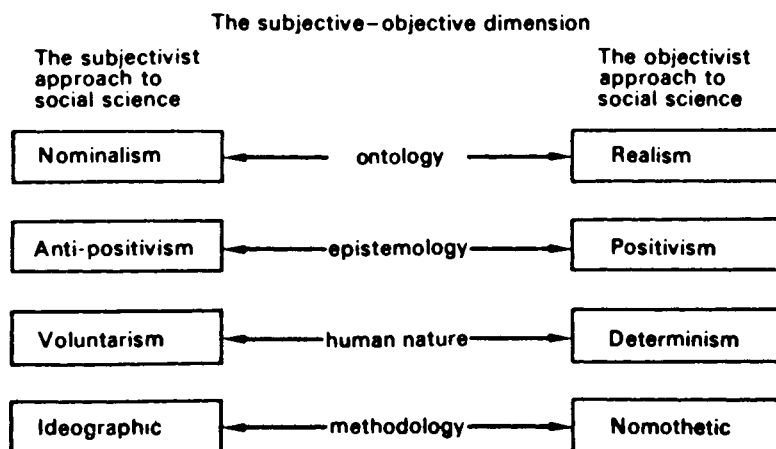 The subjective–objective dimension
The subjectivist
approach to
social science
The objectivist
approach to
social science
Nominalism
ontology
Realism
Anti-positivism
epistemology
Positivism
Voluntarism
human nature
Determinism
Ideographic
methodology
Nomothetic